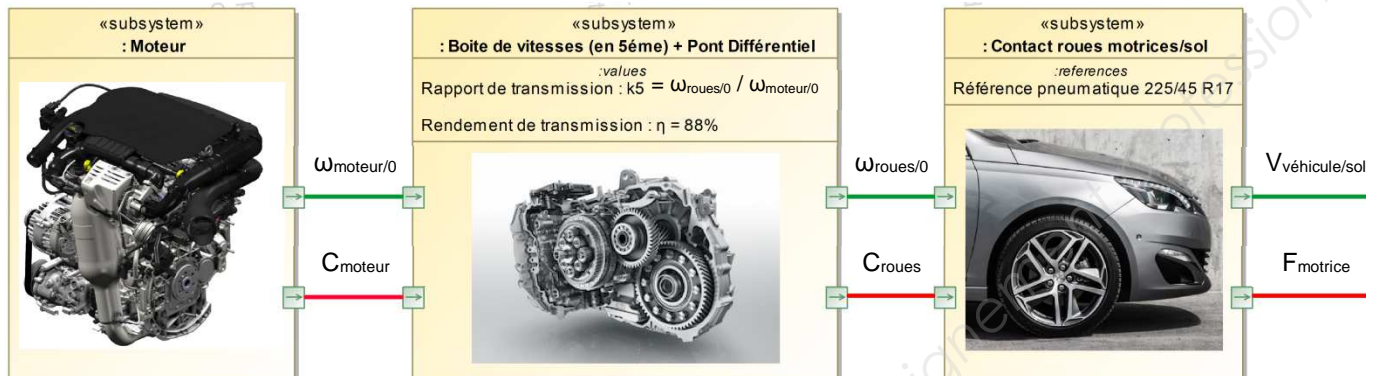 «subsystem»
: Moteur
ωmoteur/0
Cmoteur
«subsystem»
: Boite de vitesses (en 5éme) + Pont Différentiel
:values
Rapport de transmission : k5 = ωroues/0 / ωmoteur/0
Rendement de transmission : η = 88%
ωroues/0
Croues
«subsystem»
: Contact roues motrices/sol
:references
Référence pneumatique 225/45 R17
Vvéhicule/sol
Fmotrice